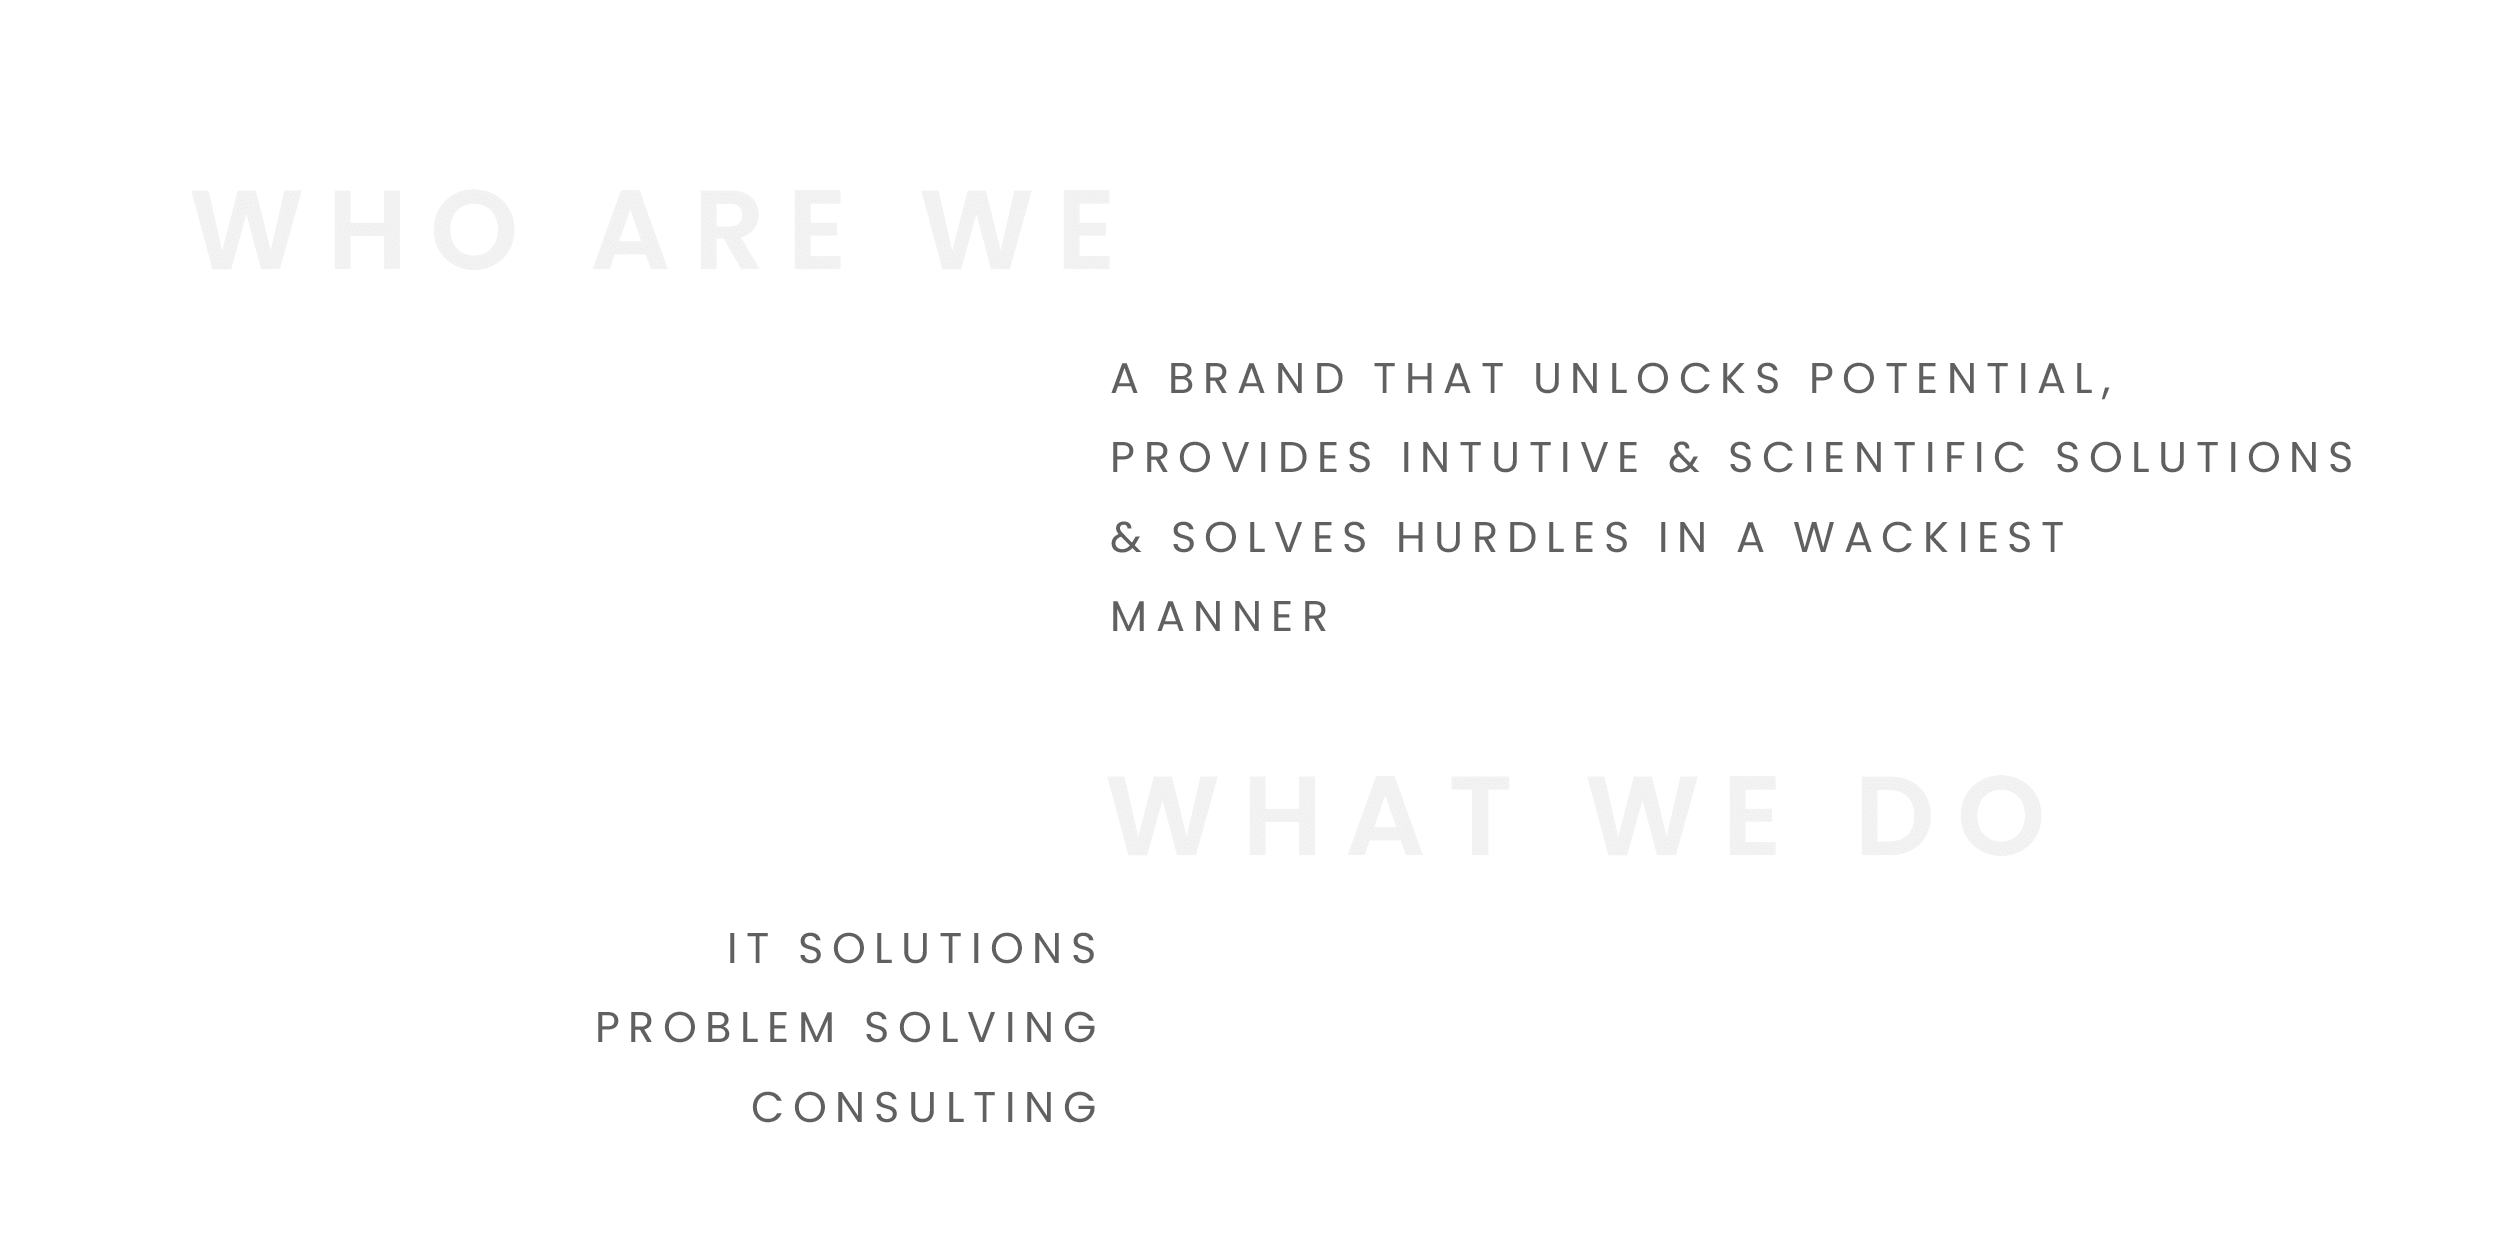 WHO ARE WE
A BRAND THAT UNLOCKS POTENTIAL,
PROVIDES INTUTIVE & SCIENTIFIC SOLUTIONS
& SOLVES HURDLES IN A WACKIEST
MANNER
WHAT WE DO
IT SOLUTIONS
PROBLEM SOLVING
CONSULTING